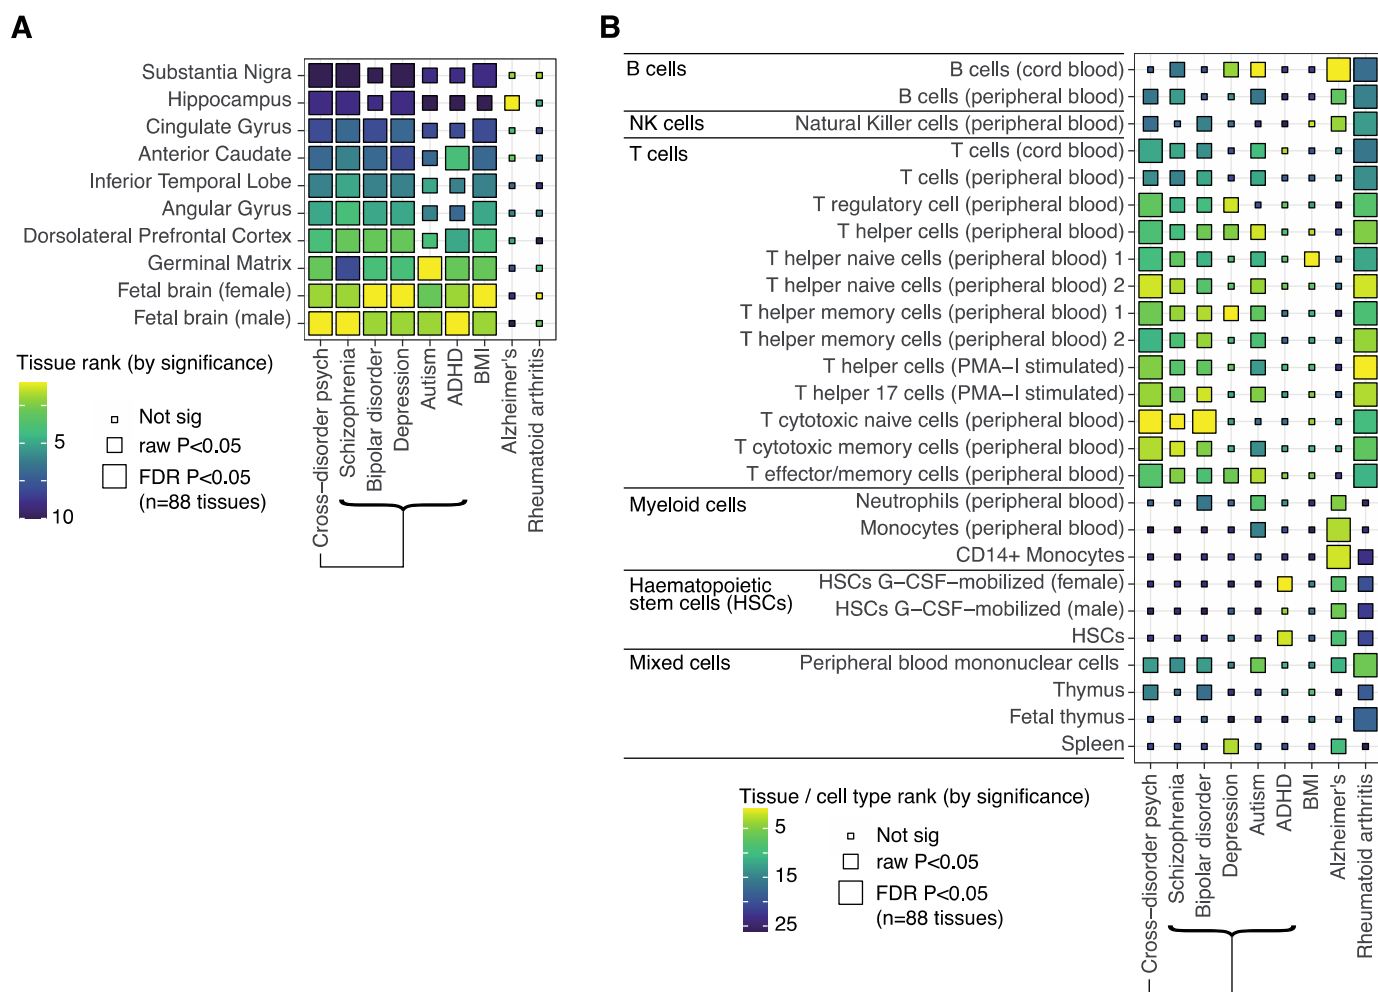 A
Substantia Nigra
Hippocampus
Cingulate Gyrus
Anterior Caudate
Inferior Temporal Lobe
Angular Gyrus
Dorsolateral Prefrontal Cortex
Germinal Matrix
Fetal brain (female)
Fetal brain (male)
Cross−disorder psych
Schizophrenia
Bipolar disorder
Depression
Autism
ADHD
BMI
Alzheimer's
Rheumatoid arthritis
Tissue rank (by significance)
5
10
Not sig
raw P<0.05
FDR P<0.05
(n=88 tissues)
B
B cells
B cells (cord blood)
B cells (peripheral blood)
NK cells
Natural Killer cells (peripheral blood)
T cells
T cells (cord blood)
T cells (peripheral blood)
T regulatory cell (peripheral blood)
T helper cells (peripheral blood)
T helper naive cells (peripheral blood) 1
T helper naive cells (peripheral blood) 2
T helper memory cells (peripheral blood) 1
T helper memory cells (peripheral blood) 2
T helper cells (PMA−I stimulated)
T helper 17 cells (PMA−I stimulated)
T cytotoxic naive cells (peripheral blood)
T cytotoxic memory cells (peripheral blood)
T effector/memory cells (peripheral blood)
Myeloid cells
Neutrophils (peripheral blood)
Monocytes (peripheral blood)
CD14+ Monocytes
Haematopoietic
stem cells (HSCs)
HSCs G−CSF−mobilized (female)
HSCs G−CSF−mobilized (male)
HSCs
Mixed cells
Peripheral blood mononuclear cells
Thymus
Fetal thymus
Spleen
Cross−disorder psych
Schizophrenia
Bipolar disorder
Depression
Autism
ADHD
BMI
Alzheimer's
Rheumatoid arthritis
Tissue / cell type rank (by significance)
5
15
25
Not sig
raw P<0.05
FDR P<0.05
(n=88 tissues)